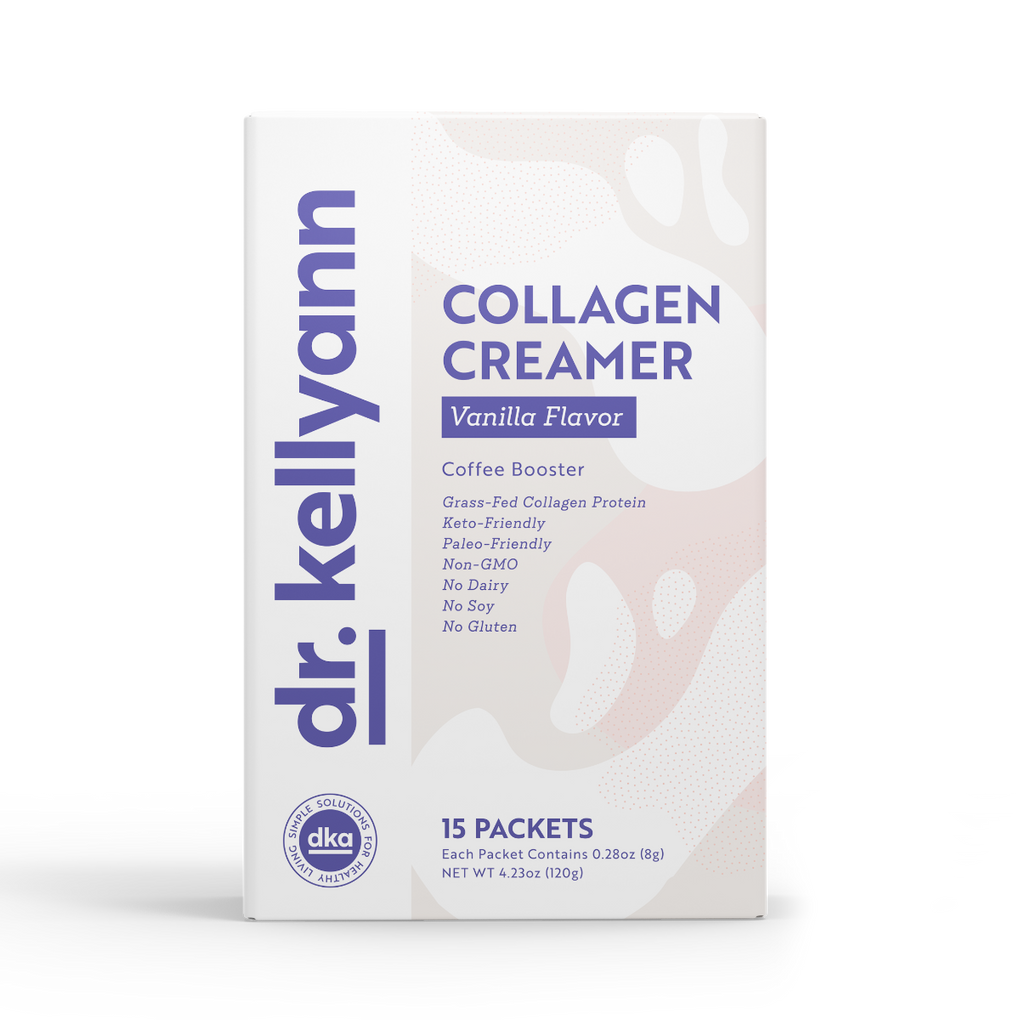 dr. kellyann
COLLAGEN
CREAMER
Vanilla Flavor
Coffee Booster
Grass-Fed Collagen Protein
Keto-Friendly
Paleo-Friendly
Non-GMO
No Dairy
No Soy
No Gluten
SIMPLE SOLUTIONS FOR HEALTHY LIVING
dka
15 PACKETS
Each Packet Contains 0.28oz (8g)
NET WT 4.23oz (120g)